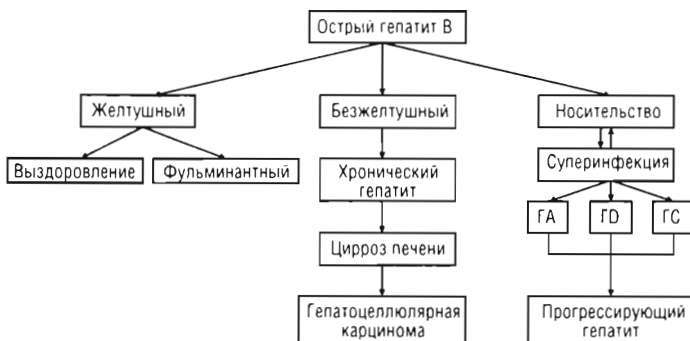 Острый гепатит В
Желтушный
Безжелтушный
Носительство
Выздоровление
Фульминантный
Хронический
гепатит
Суперинфекция
ГА
ГD
ГС
Цирроз печени
Гепатоцеллюлярная
карцинома
Прогрессирующий
гепатит